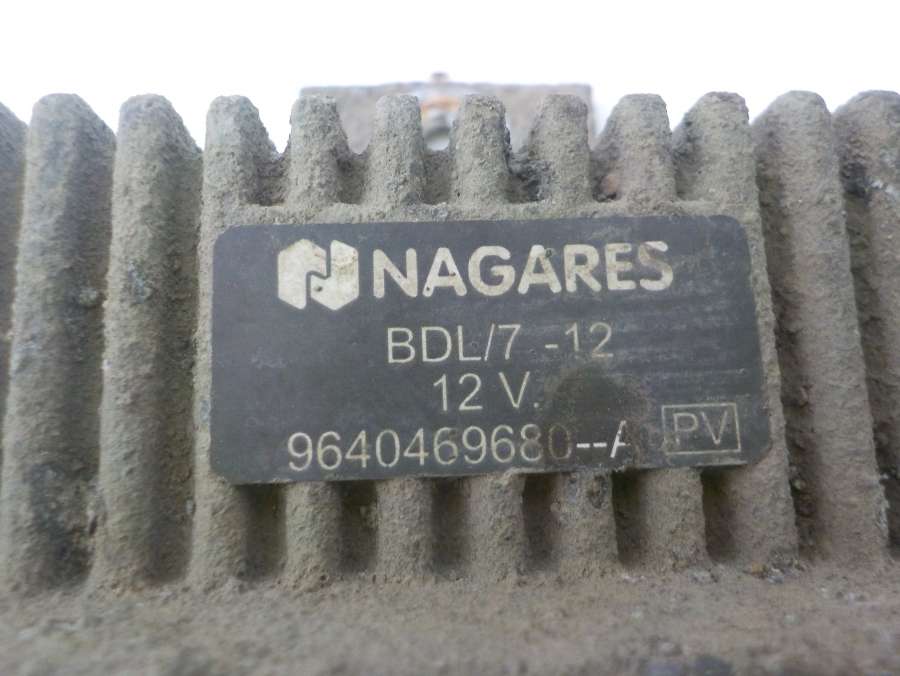 NAGARES
BDL/7 -12
12 V.
9640469680--A PV